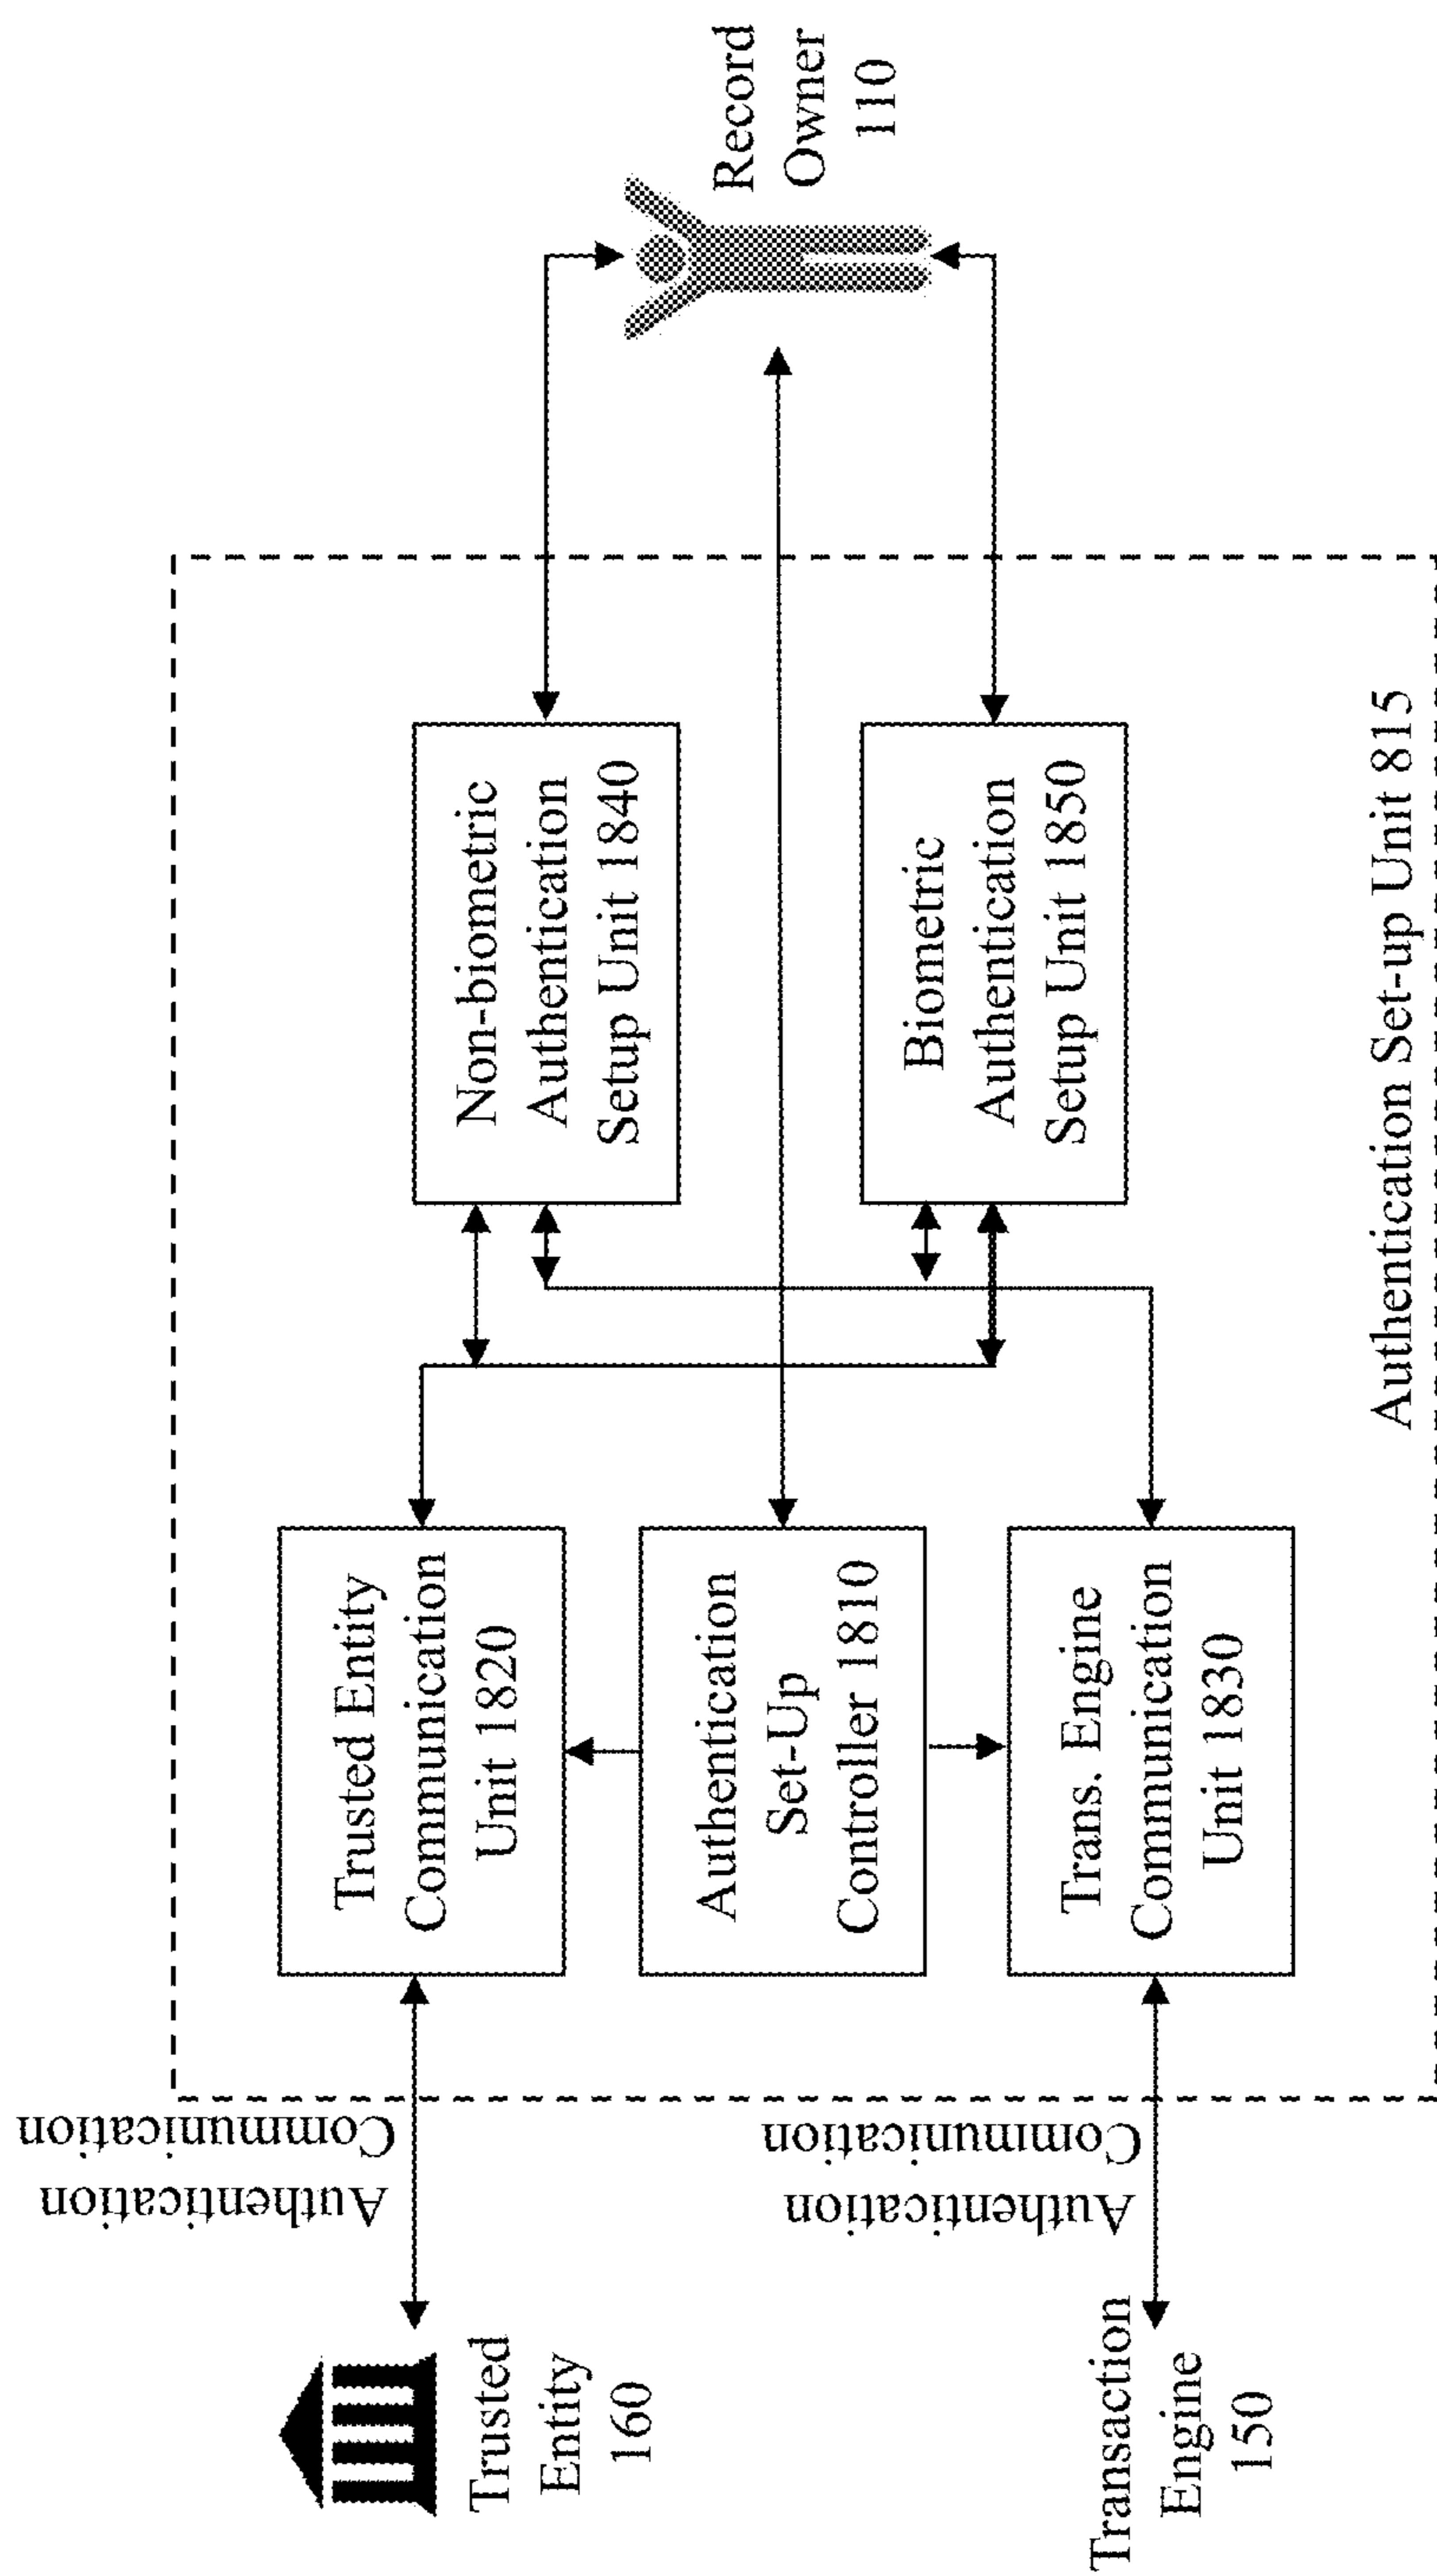 Trusted
Entity
160
Authentication
Communication
Trusted Entity
Communication
Unit 1820
Non-biometric
Authentication
Setup Unit 1840
Record
Owner
110
Authentication
Set-Up
Controller 1810
Transaction
Engine
150
Authentication
Communication
Trans. Engine
Communication
Unit 1830
Biometric
Authentication
Setup Unit 1850
Authentication Set-up Unit 815